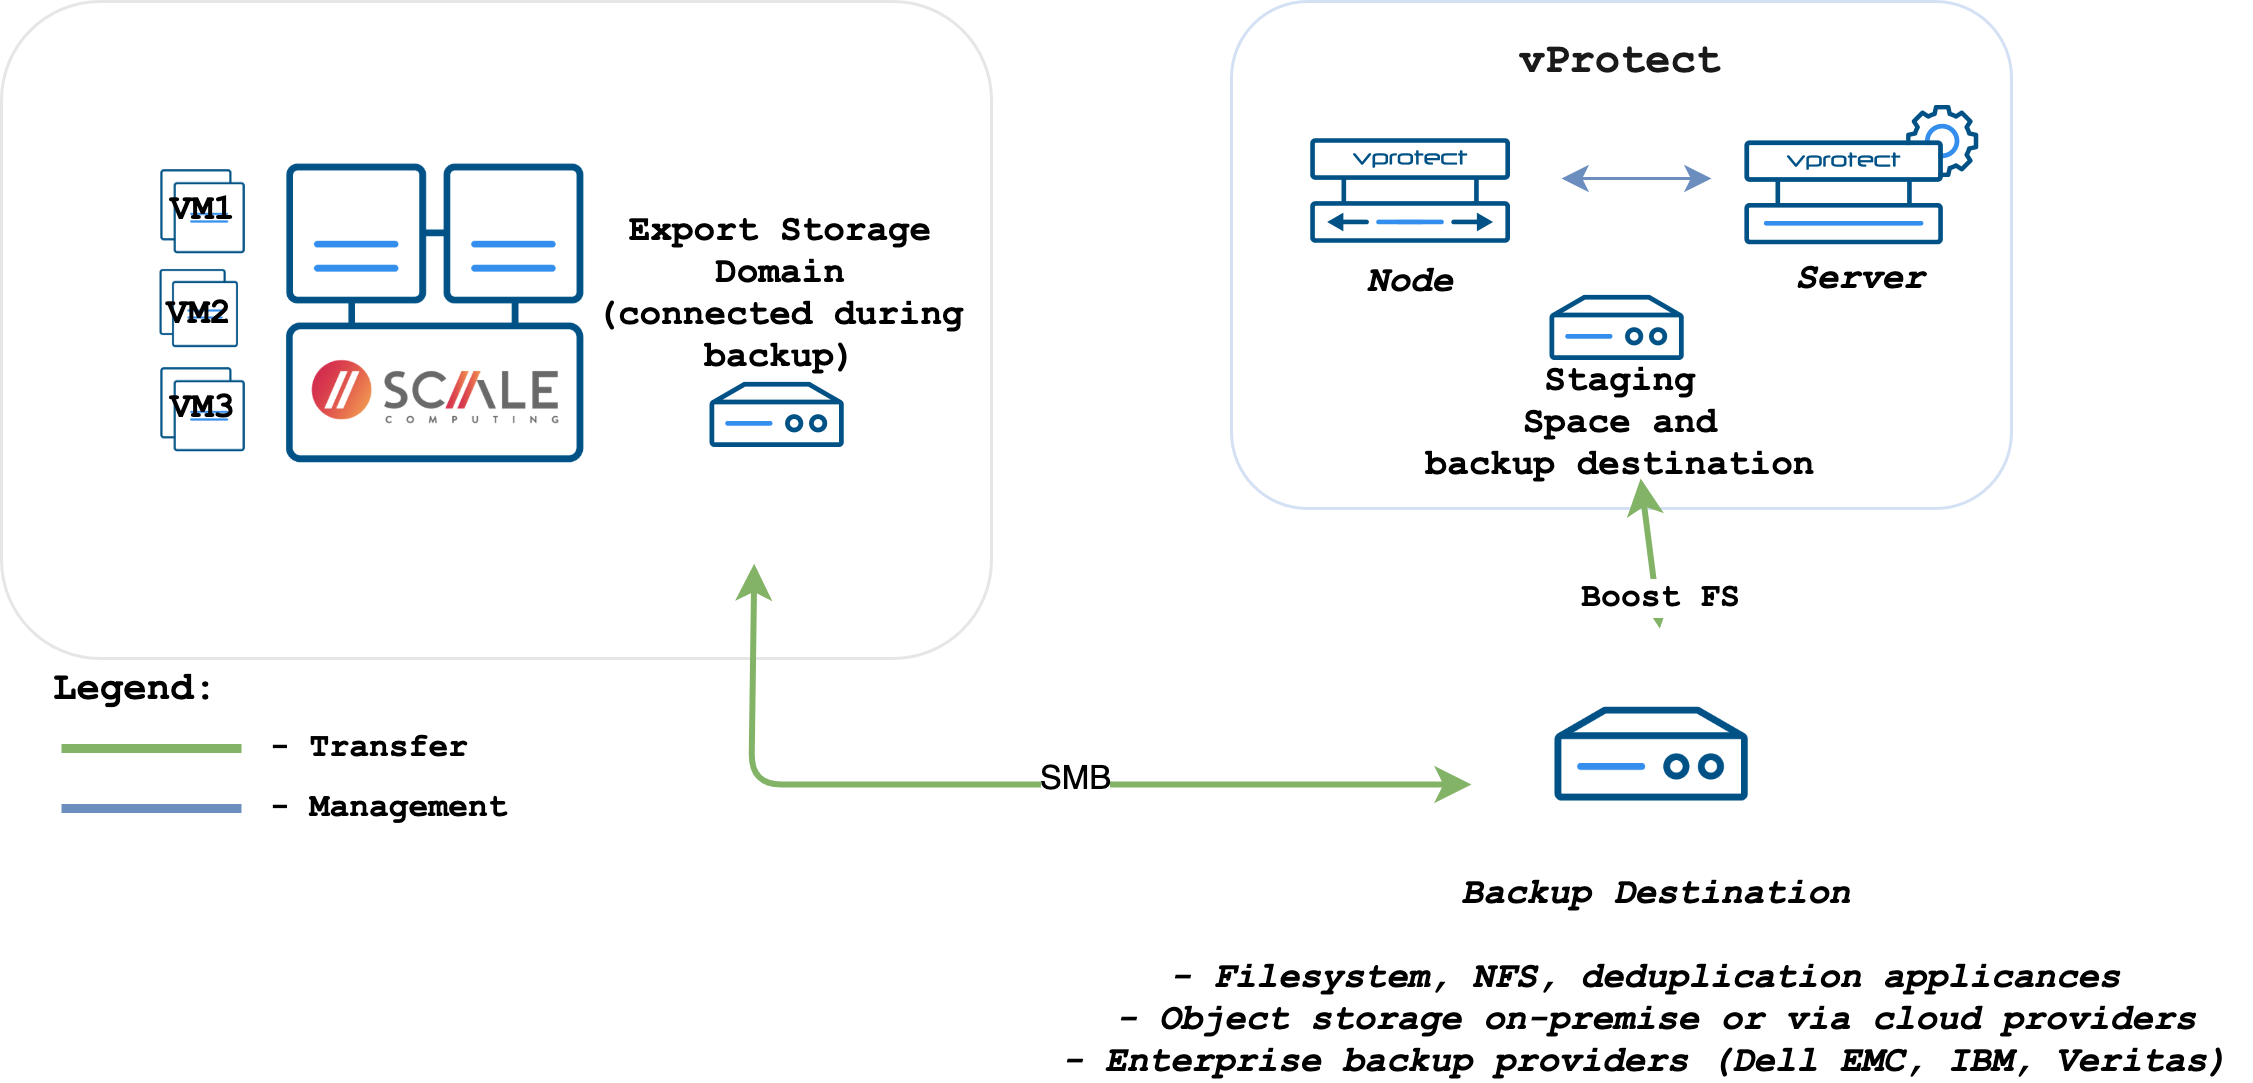 vProtect
vprotect
vprotect
Node
Server
Staging
Space and
backup destination
VM1
VM2
VM3
SCALE
COMPUTING
Export Storage
Domain
(connected during
backup)
Boost FS
SMB
Legend:
- Transfer
- Management
Backup Destination
- Filesystem, NFS, deduplication applicances
- Object storage on-premise or via cloud providers
- Enterprise backup providers (Dell EMC, IBM, Veritas)